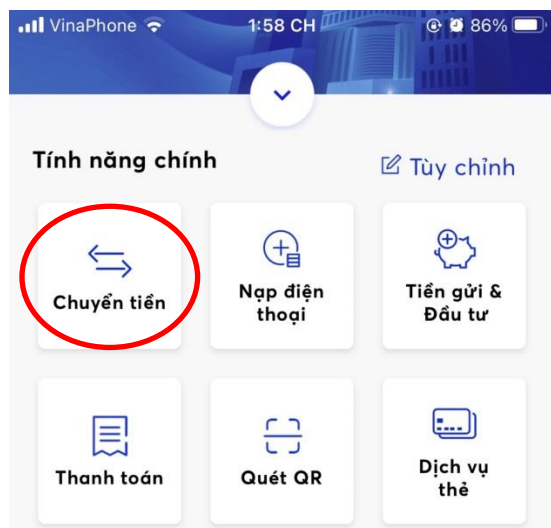 VinaPhone 1:58 CH 86%
Tính năng chính
Tùy chỉnh
Chuyển tiền
Nạp điện
thoại
Tiền gửi &
Đầu tư
Thanh toán
Quét QR
Dịch vụ
thẻ